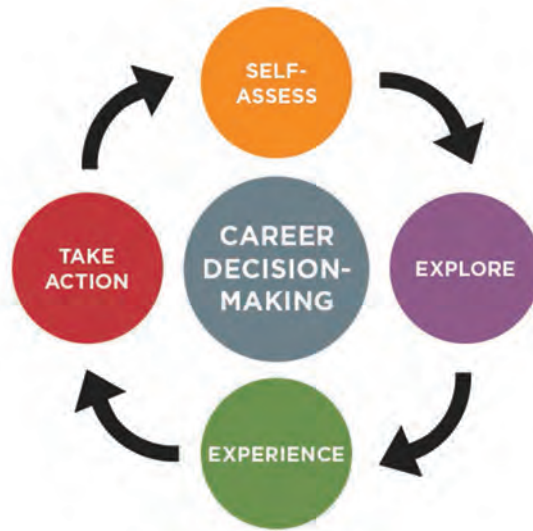 SELF-
ASSESS
TAKE
ACTION
CAREER
DECISION-
MAKING
EXPLORE
EXPERIENCE